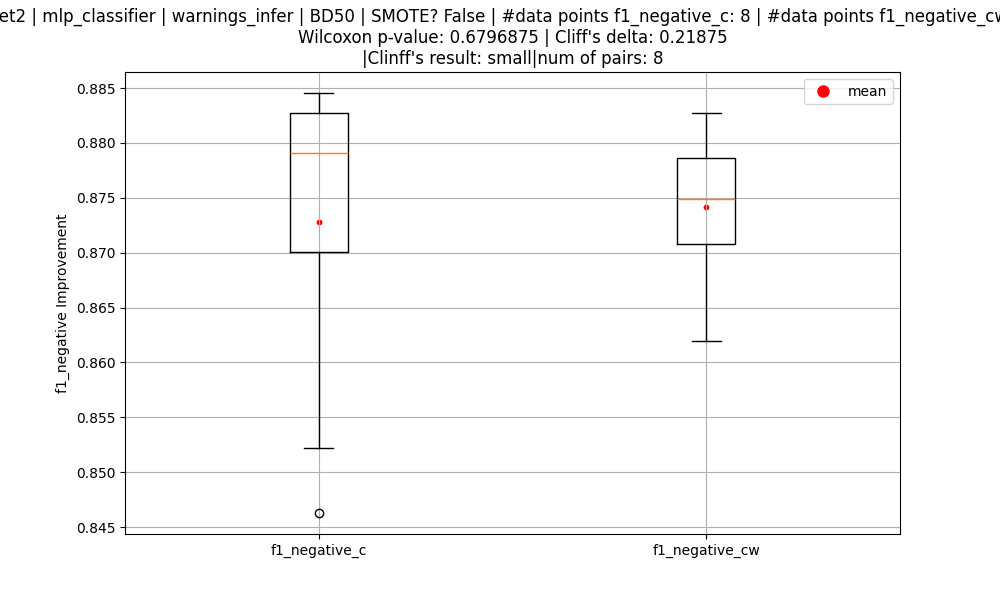 et2 | mlp_classifier | warnings_infer | BD50 | SMOTE? False | #data points f1_negative_c: 8 | #data points f1_negative_cw
Wilcoxon p-value: 0.6796875 | Cliff's delta: 0.21875
|Clinff's result: small|num of pairs: 8
mean
0.885
0.880
0.875
0.870
0.865
0.860
0.855
0.850
0.845
f1_negative Improvement
f1_negative_c
f1_negative_cw